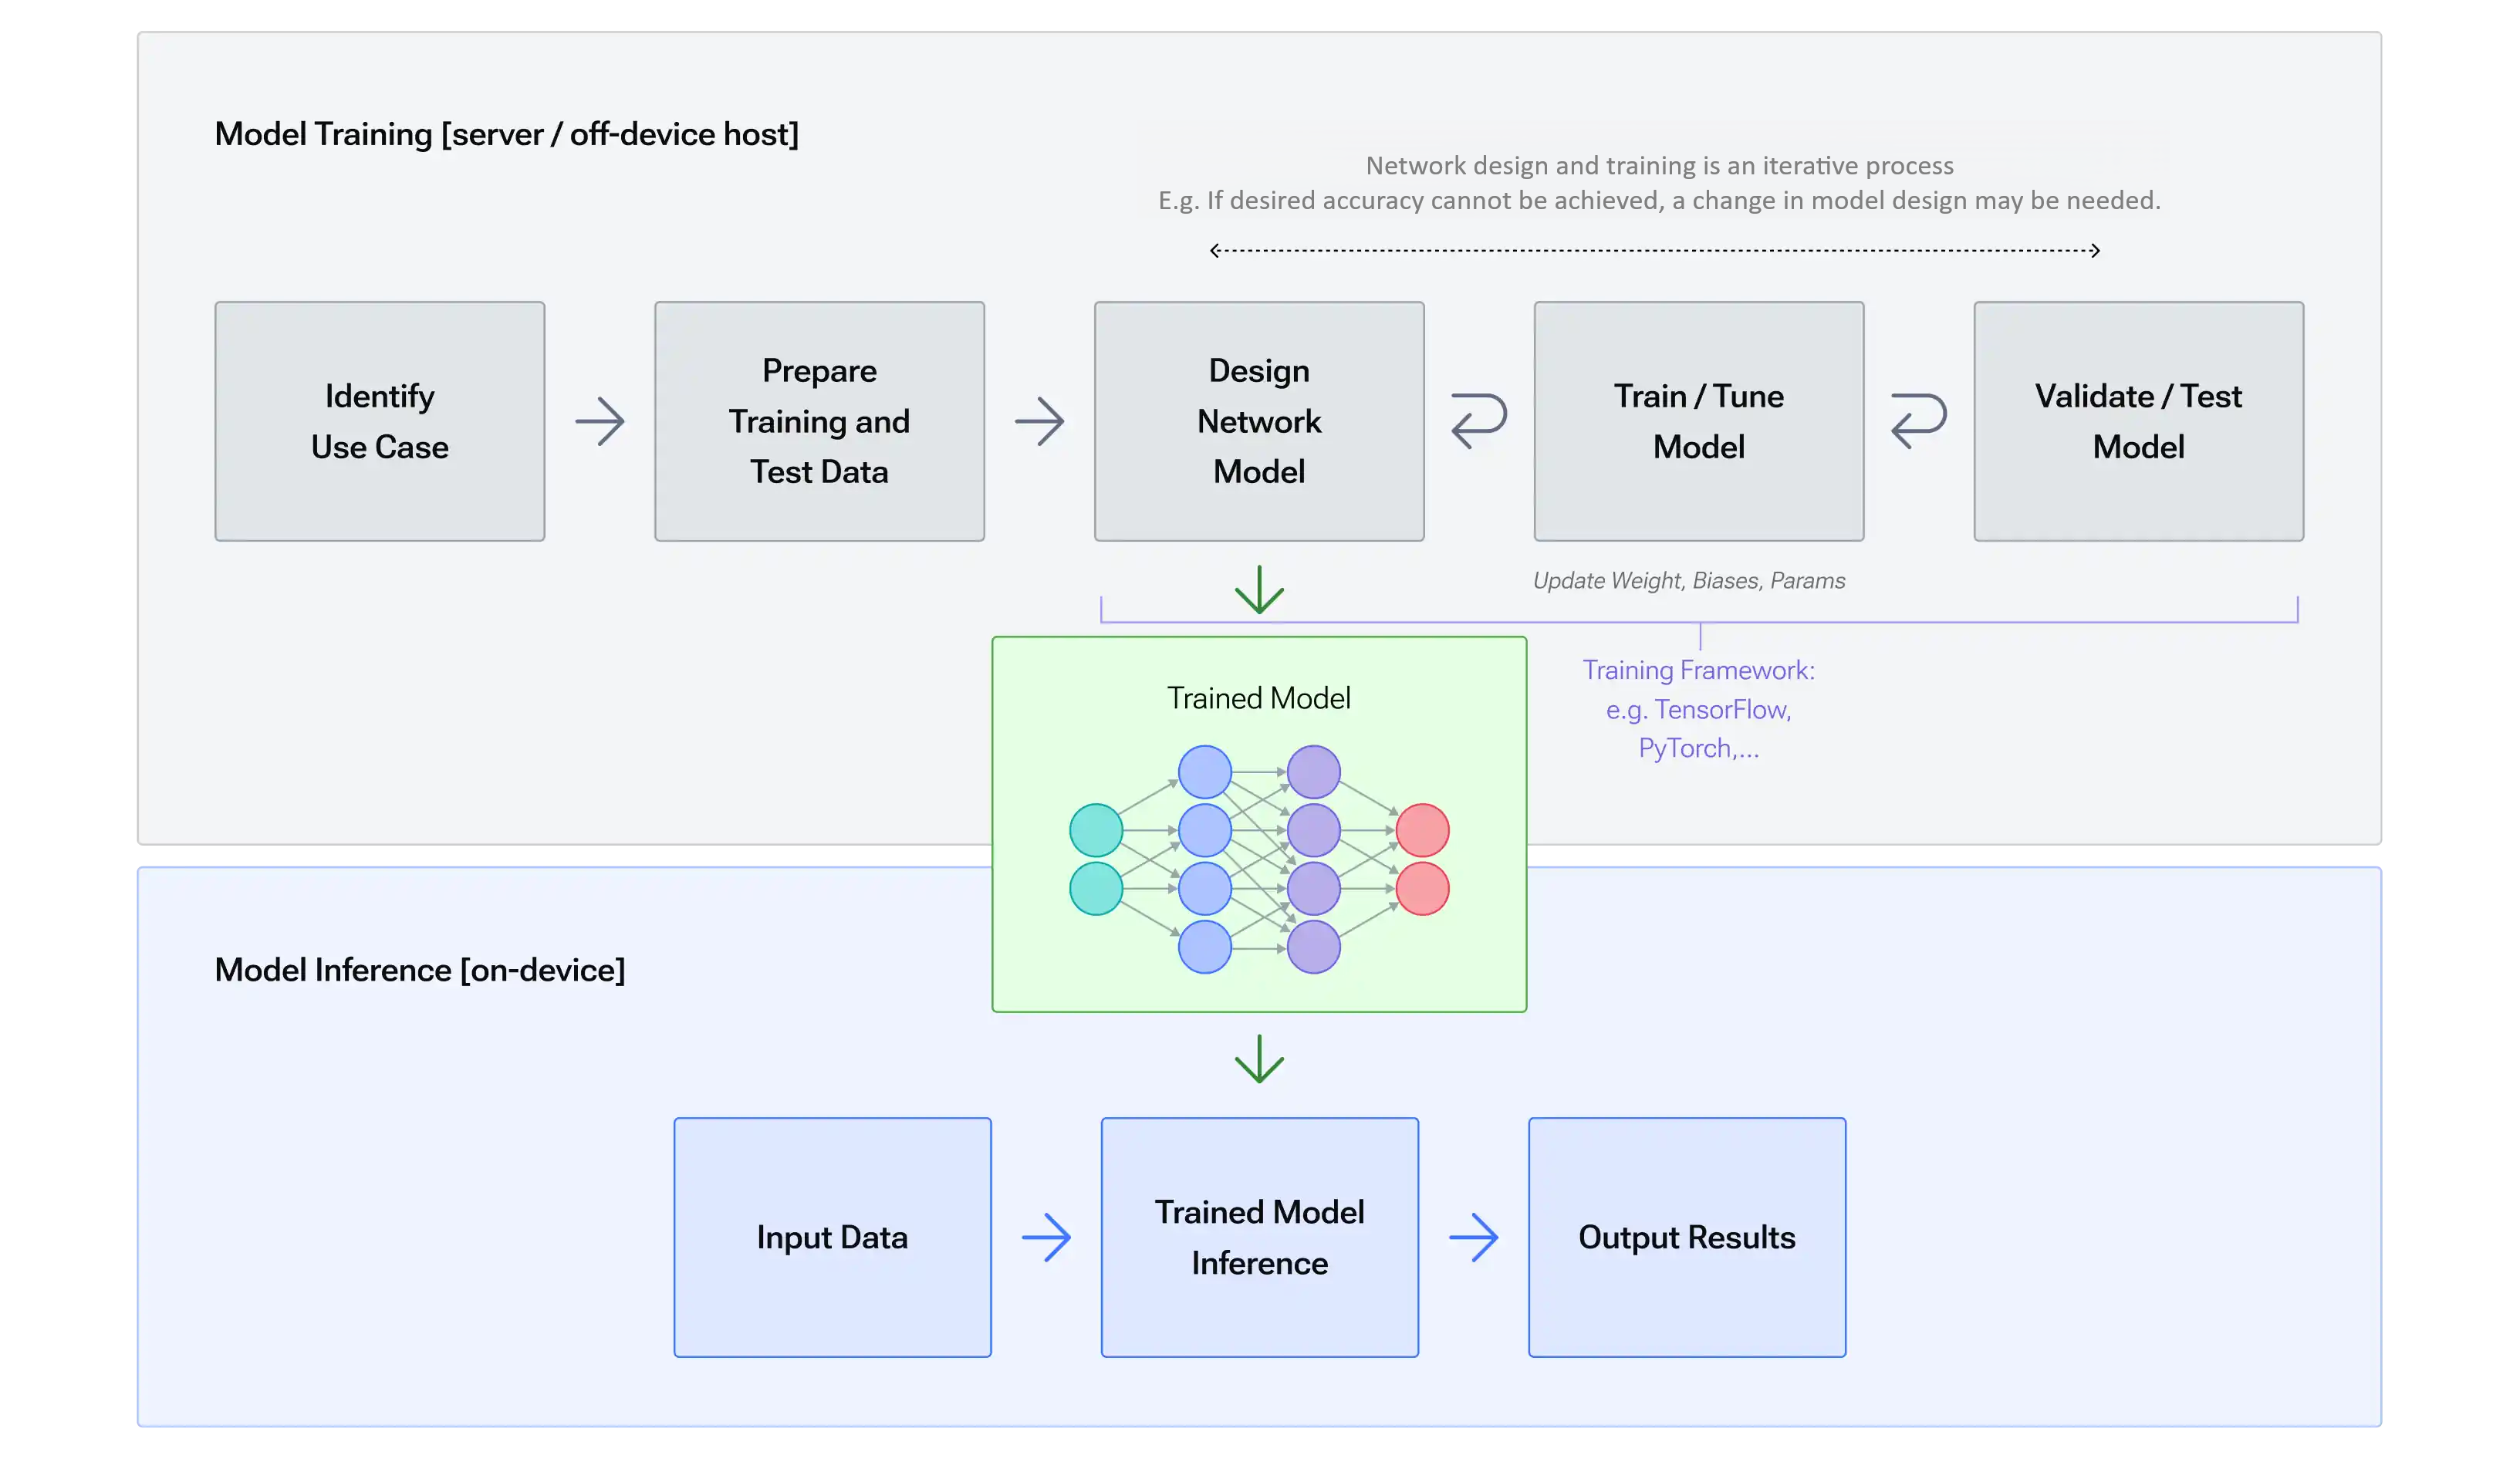 Model Training [server / off-device host]
Network design and training is an iterative process
E.g. If desired accuracy cannot be achieved, a change in model design may be needed.
Identify
Use Case
Prepare
Training and
Test Data
Design
Network
Model
Train / Tune
Model
Validate / Test
Model
Update Weight, Biases, Params
Training Framework:
e.g. TensorFlow,
PyTorch,...
Trained Model
Model Inference [on-device]
Input Data
Trained Model
Inference
Output Results